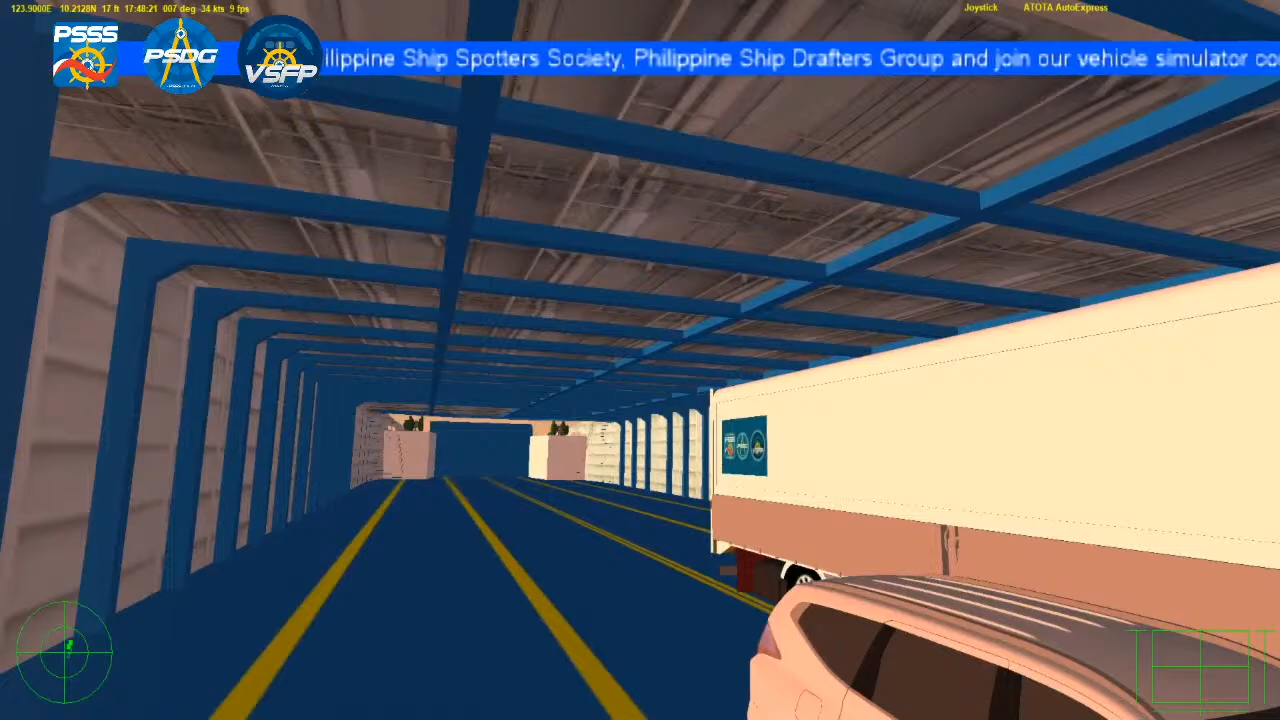 123.9000E 10.2128N 17 ft 17:48:21 007 deg 34 kts 9 fps
Joystick ATOTA AutoExpress
PSSS
PSDG
VSFP
ilippine Ship Spotters Society, Philippine Ship Drafters Group and join our vehicle simulator co